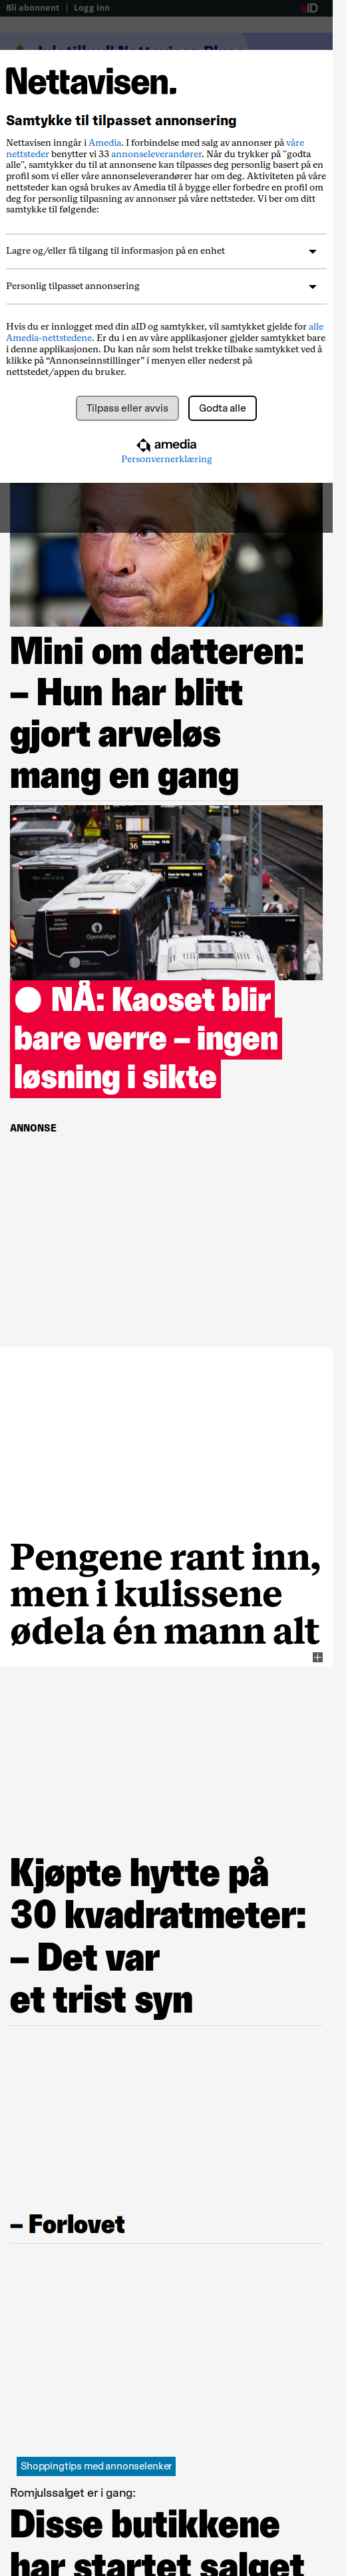 Bli abonnent | Logg inn
aID
Nettavisen.
Samtykke til tilpasset annonsering
Nettavisen inngår i Amedia. I forbindelse med salg av annonser på våre
nettsteder benytter vi 33 annonseleverandører. Når du trykker på "godta
alle", samtykker du til at annonsene kan tilpasses deg personlig basert på en
profil som vi eller våre annonseleverandører har om deg. Aktiviteten på våre
nettsteder kan også brukes av Amedia til å bygge eller forbedre en profil om
deg for personlig tilpasning av annonser på våre nettsteder. Vi ber om ditt
samtykke til følgende:
Lagre og/eller få tilgang til informasjon på en enhet
Personlig tilpasset annonsering
Hvis du er innlogget med din aID og samtykker, vil samtykket gjelde for alle
Amedia-nettstedene. Er du i en av våre applikasjoner gjelder samtykket bare
i denne applikasjonen. Du kan når som helst trekke tilbake samtykket ved å
klikke på “Annonseinnstillinger” i menyen eller nederst på
nettstedet/appen du bruker.
Tilpass eller avvis
Godta alle
amedia
Personvernerklæring
Mini om datteren:
– Hun har blitt
gjort arveløs
mang en gang
35
36
38
Gjensidige
NÅ: Kaoset blir
bare verre – ingen
løsning i sikte
ANNONSE
Pengene rant inn,
men i kulissene
ødela én mann alt
Kjøpte hytte på
30 kvadratmeter:
– Det var
et trist syn
– Forlovet
Shoppingtips med annonselenker
Romjulssalget er i gang:
Disse butikkene
har startet salget